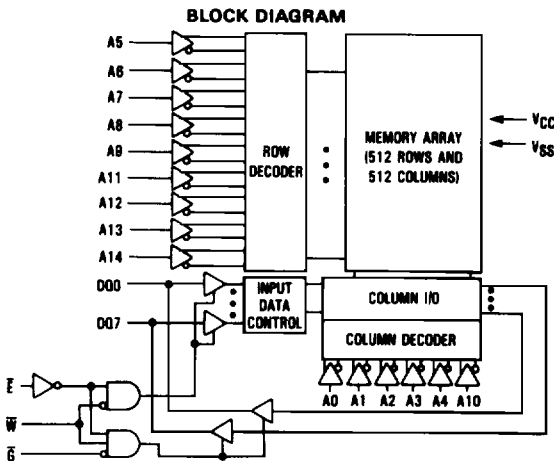 BLOCK DIAGRAM
A5
A6
A7
A8
A9
A11
A12
A13
A14
ROW
DECODER
MEMORY ARRAY
(512 ROWS AND
512 COLUMNS)
VCC
VSS
DQ0
DQ7
INPUT
DATA
CONTROL
COLUMN I/O
COLUMN DECODER
A0 A1 A2 A3 A4 A10
E̅
W̅
G̅